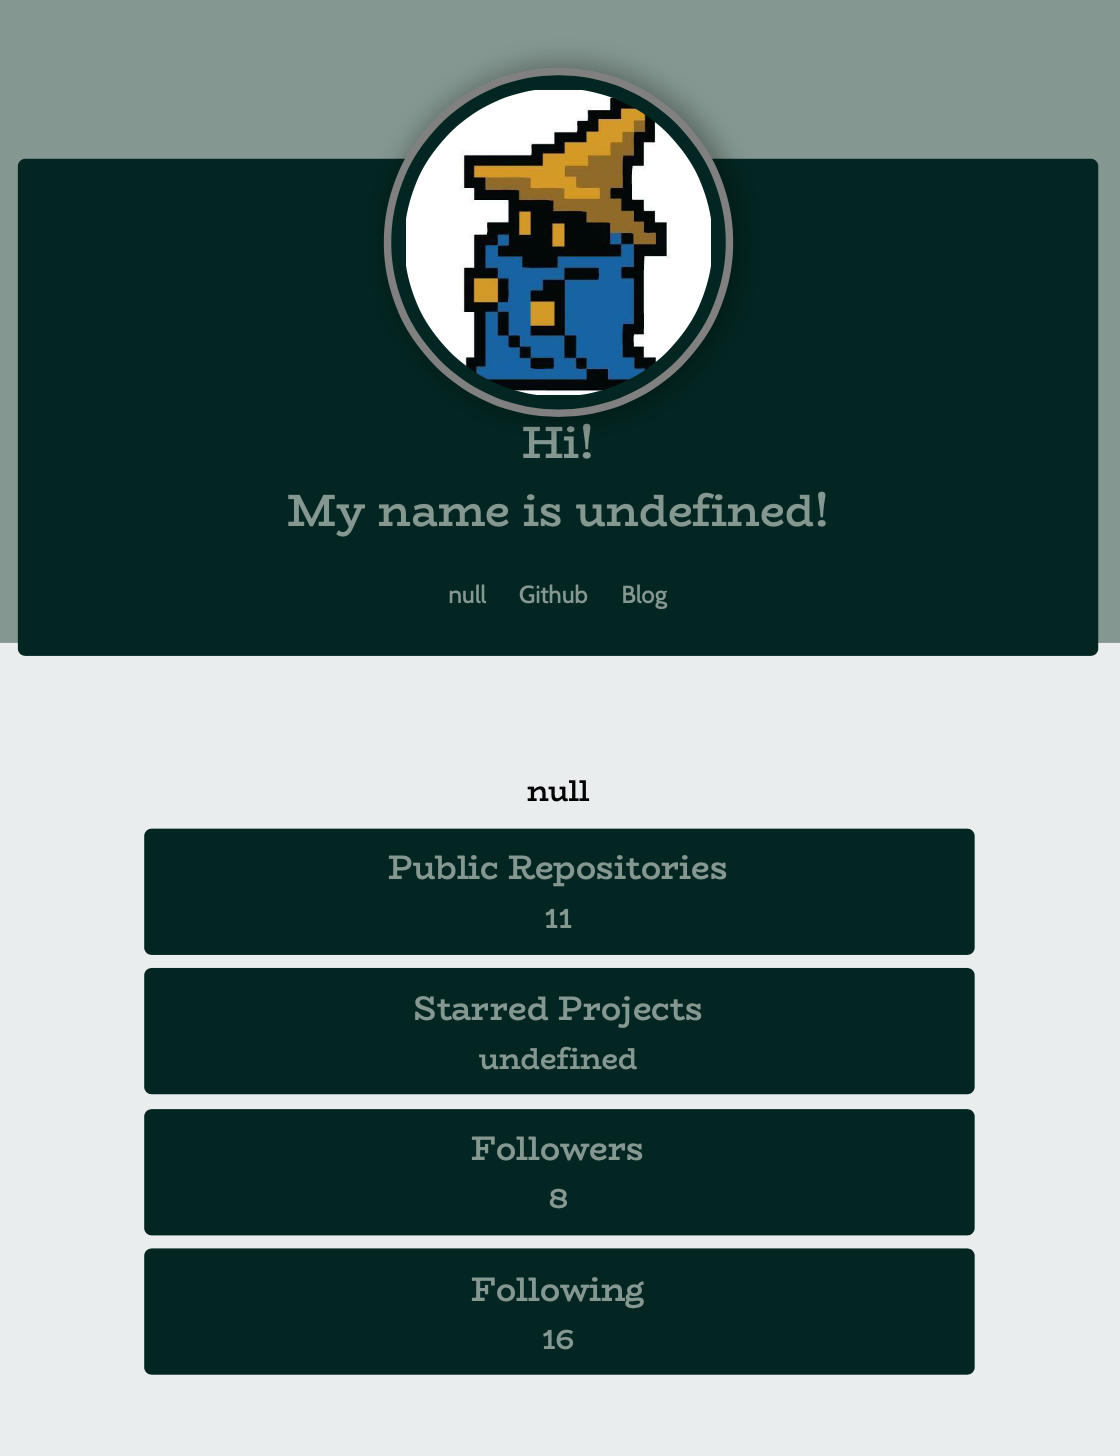 Hi!
My name is undefined!
null Github Blog
null
Public Repositories
11
Starred Projects
undefined
Followers
8
Following
16